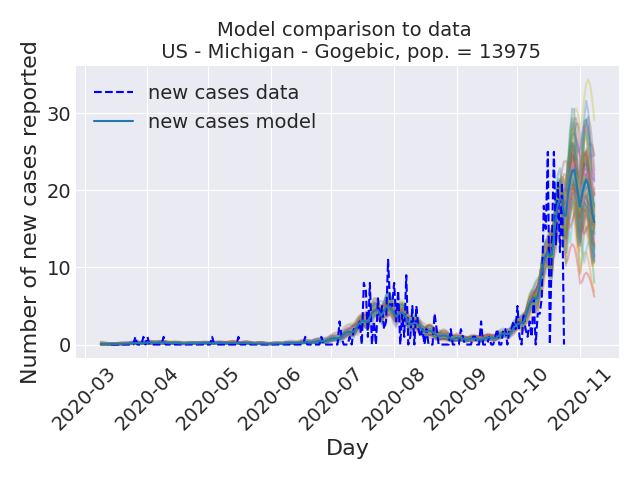 Model comparison to data
US - Michigan - Gogebic, pop. = 13975
Number of new cases reported
new cases data
new cases model
30
20
10
0
2020-03
2020-04
2020-05
2020-06
2020-07
2020-08
2020-09
2020-10
2020-11
Day